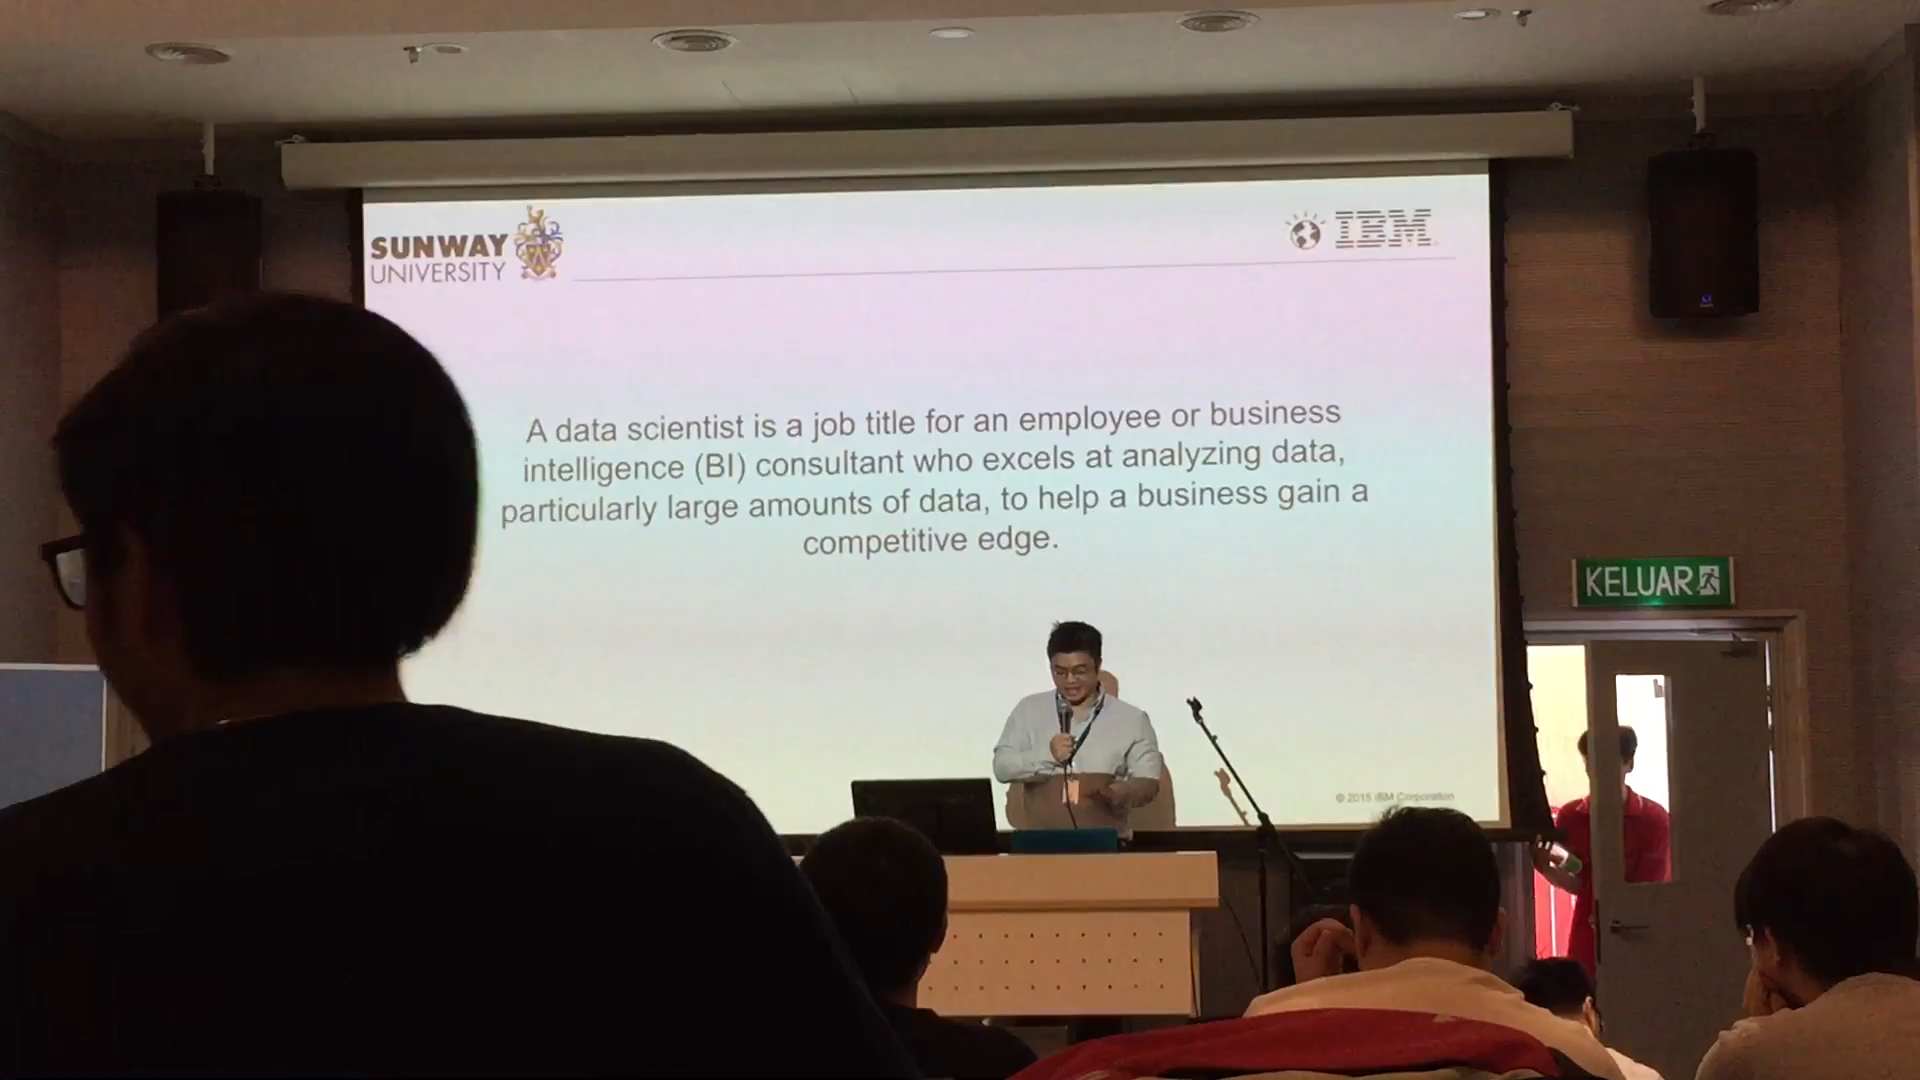 SUNWAY
UNIVERSITY
IBM
A data scientist is a job title for an employee or business
intelligence (BI) consultant who excels at analyzing data,
particularly large amounts of data, to help a business gain a
competitive edge.
KELUAR
© 2015 IBM Corporation